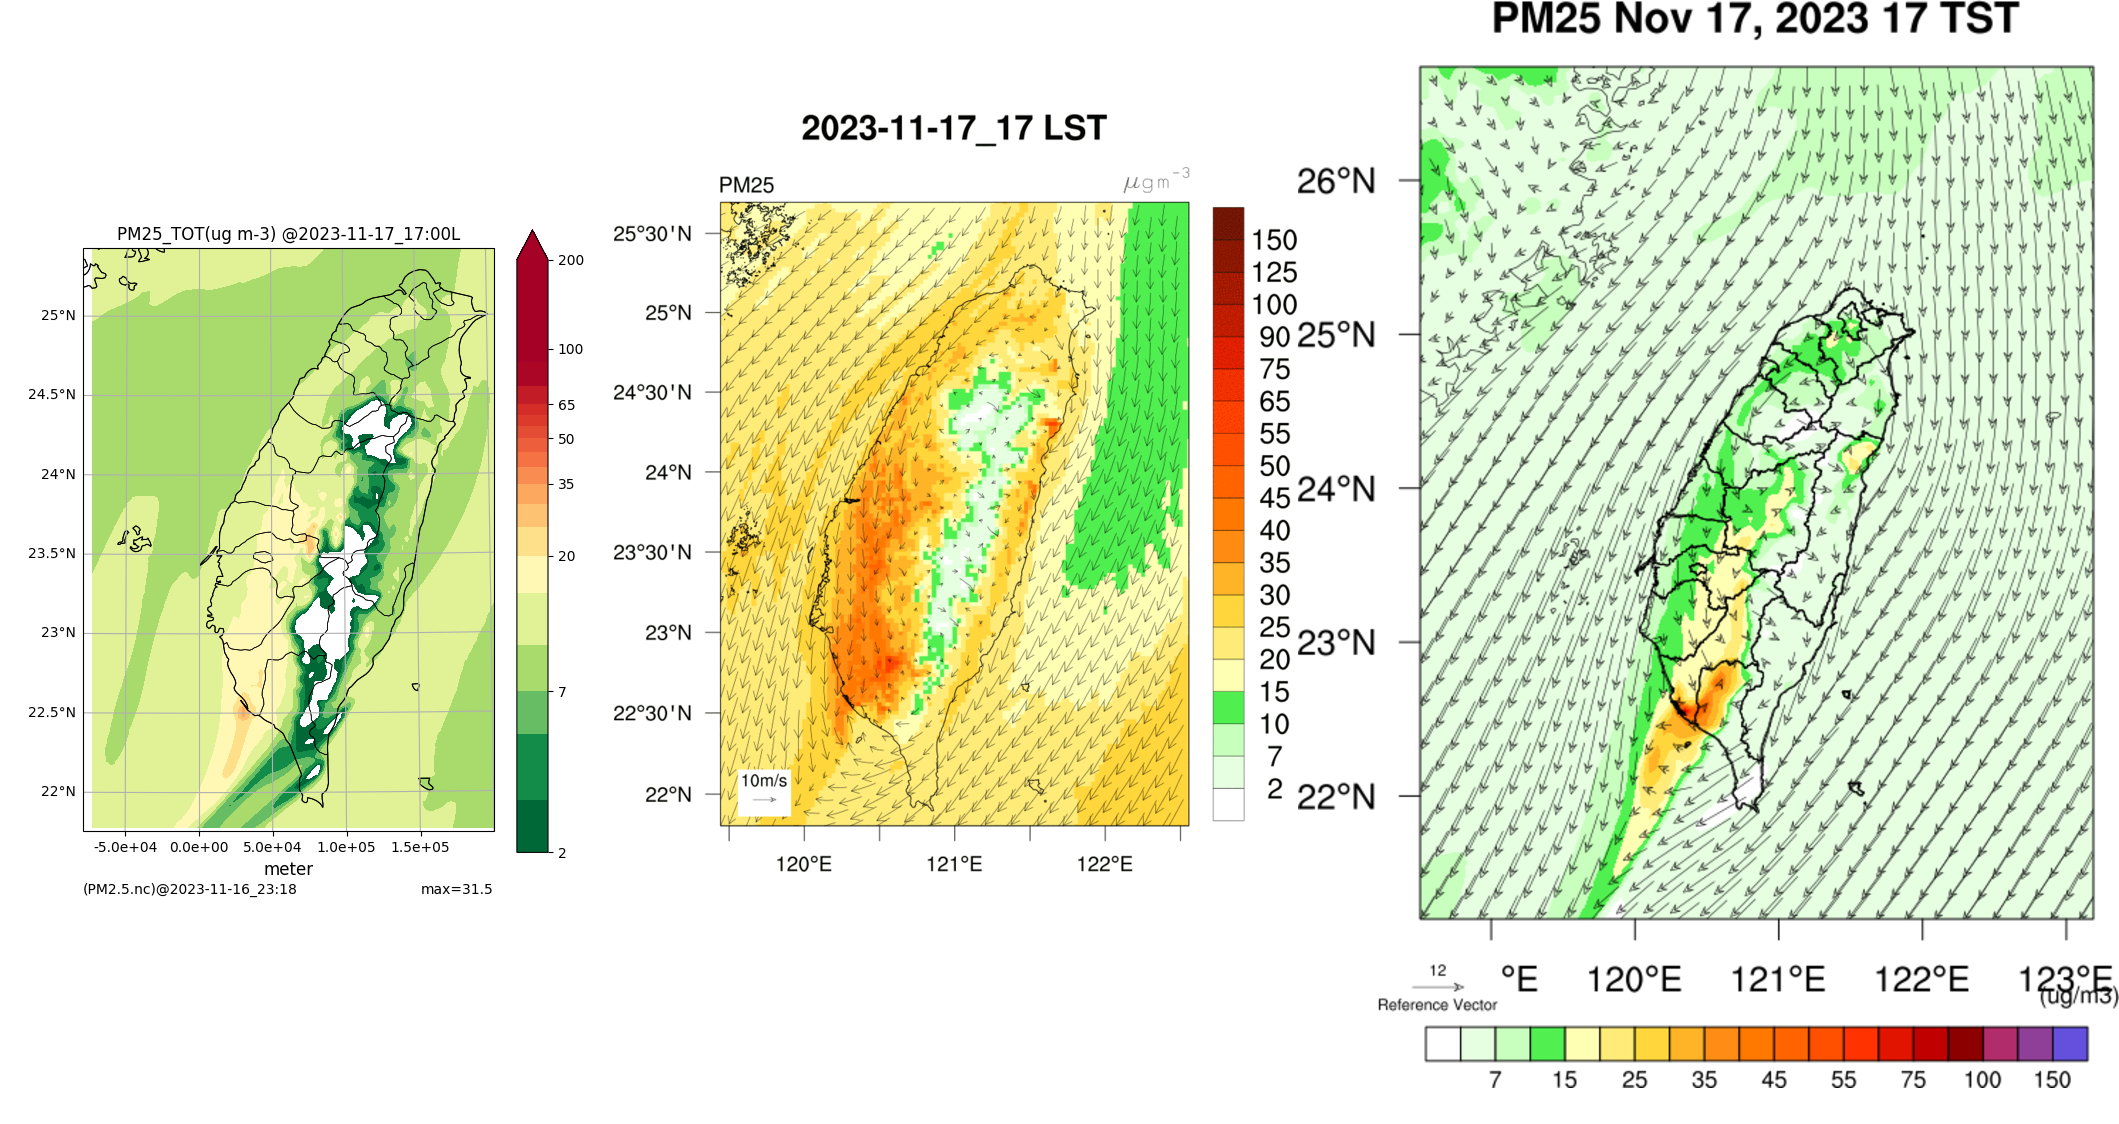 PM25_TOT(ug m-3) @2023-11-17_17:00L
25°N
24.5°N
24°N
23.5°N
23°N
22.5°N
22°N
-5.0e+04 0.0e+00 5.0e+04 1.0e+05 1.5e+05
meter
(PM2.5.nc)@2023-11-16_23:18 max=31.5
200
100
65
50
35
20
7
2
2023-11-17_17 LST
PM25 μgm⁻³
25°30'N
25°N
24°30'N
24°N
23°30'N
23°N
22°30'N
22°N
10m/s
120°E 121°E 122°E
150
125
100
90
75
65
55
50
45
40
35
30
25
20
15
10
7
2
PM25 Nov 17, 2023 17 TST
26°N
25°N
24°N
23°N
22°N
°E 120°E 121°E 122°E 123°E
12
Reference Vector
(ug/m3)
7 15 25 35 45 55 75 100 150